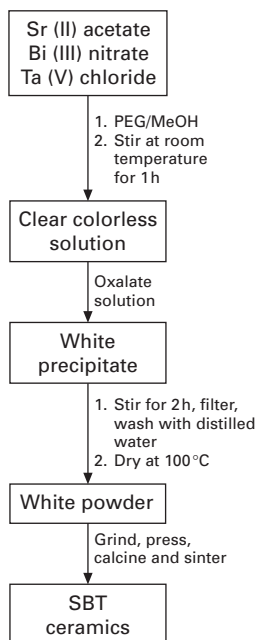 Sr (II) acetate
Bi (III) nitrate
Ta (V) chloride
1. PEG/MeOH
2. Stir at room
temperature
for 1h
Clear colorless
solution
Oxalate
solution
White
precipitate
1. Stir for 2h, filter,
wash with distilled
water
2. Dry at 100°C
White powder
Grind, press,
calcine and sinter
SBT
ceramics